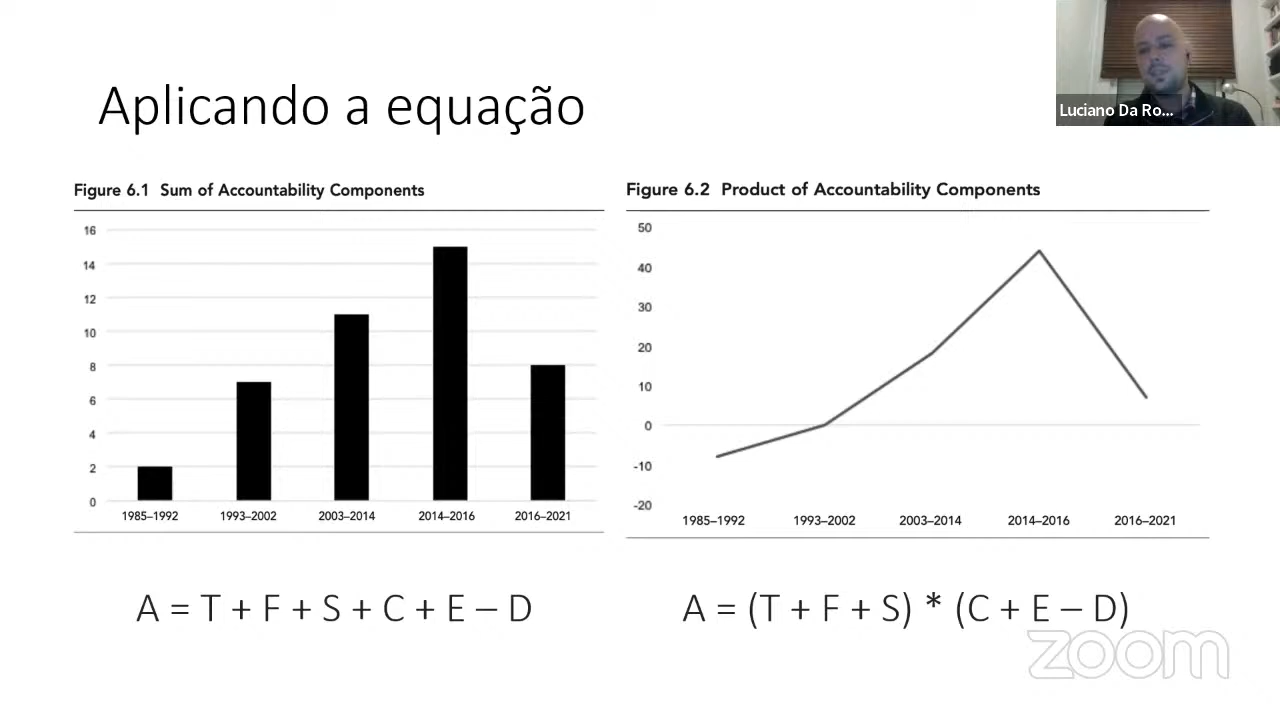 Aplicando a equação
Luciano Da Ro...
Figure 6.1 Sum of Accountability Components
16
14
12
10
8
6
4
2
0
1985–1992 1993–2002 2003–2014 2014–2016 2016–2021
A = T + F + S + C + E – D
Figure 6.2 Product of Accountability Components
50
40
30
20
10
0
-10
-20
1985–1992 1993–2002 2003–2014 2014–2016 2016–2021
A = (T + F + S) * (C + E – D)
zoom